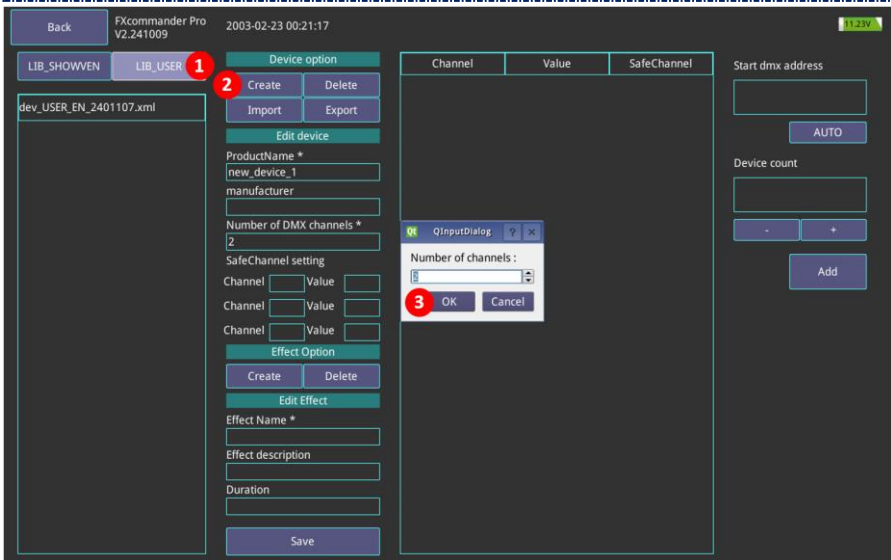 Back
FXcommander Pro
V2.241009
2003-02-23 00:21:17
11.23V
LIB_SHOWVEN
LIB_USER
1
dev_USER_EN_2401107.xml
Device option
2
Create
Delete
Import
Export
Edit device
ProductName *
new_device_1
manufacturer
Number of DMX channels *
2
SafeChannel setting
Channel Value
Channel Value
Channel Value
Effect Option
Create
Delete
Edit Effect
Effect Name *
Effect description
Duration
Save
Channel
Value
SafeChannel
Qt QInputDialog ? ×
Number of channels :
2
3
OK
Cancel
Start dmx address
AUTO
Device count
-
+
Add